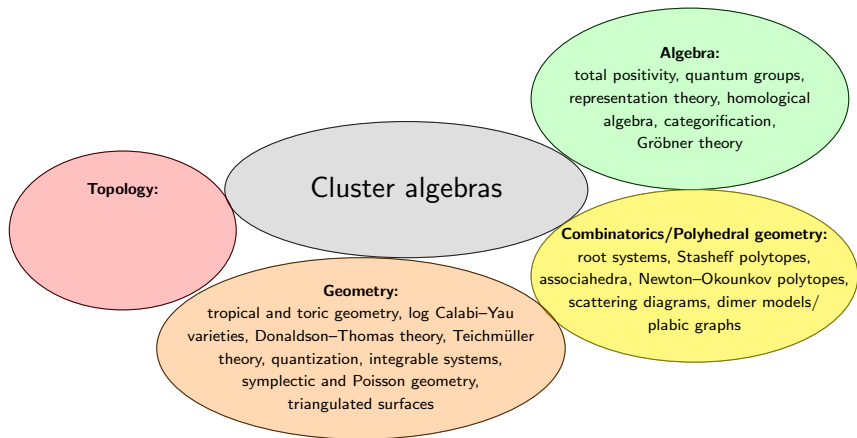 Algebra:
total positivity, quantum groups,
representation theory, homological
algebra, categorification,
Gröbner theory
Cluster algebras
Topology:
Combinatorics/Polyhedral geometry:
root systems, Stasheff polytopes,
associahedra, Newton–Okounkov polytopes,
scattering diagrams, dimer models/
plabic graphs
Geometry:
tropical and toric geometry, log Calabi–Yau
varieties, Donaldson–Thomas theory, Teichmüller
theory, quantization, integrable systems,
symplectic and Poisson geometry,
triangulated surfaces